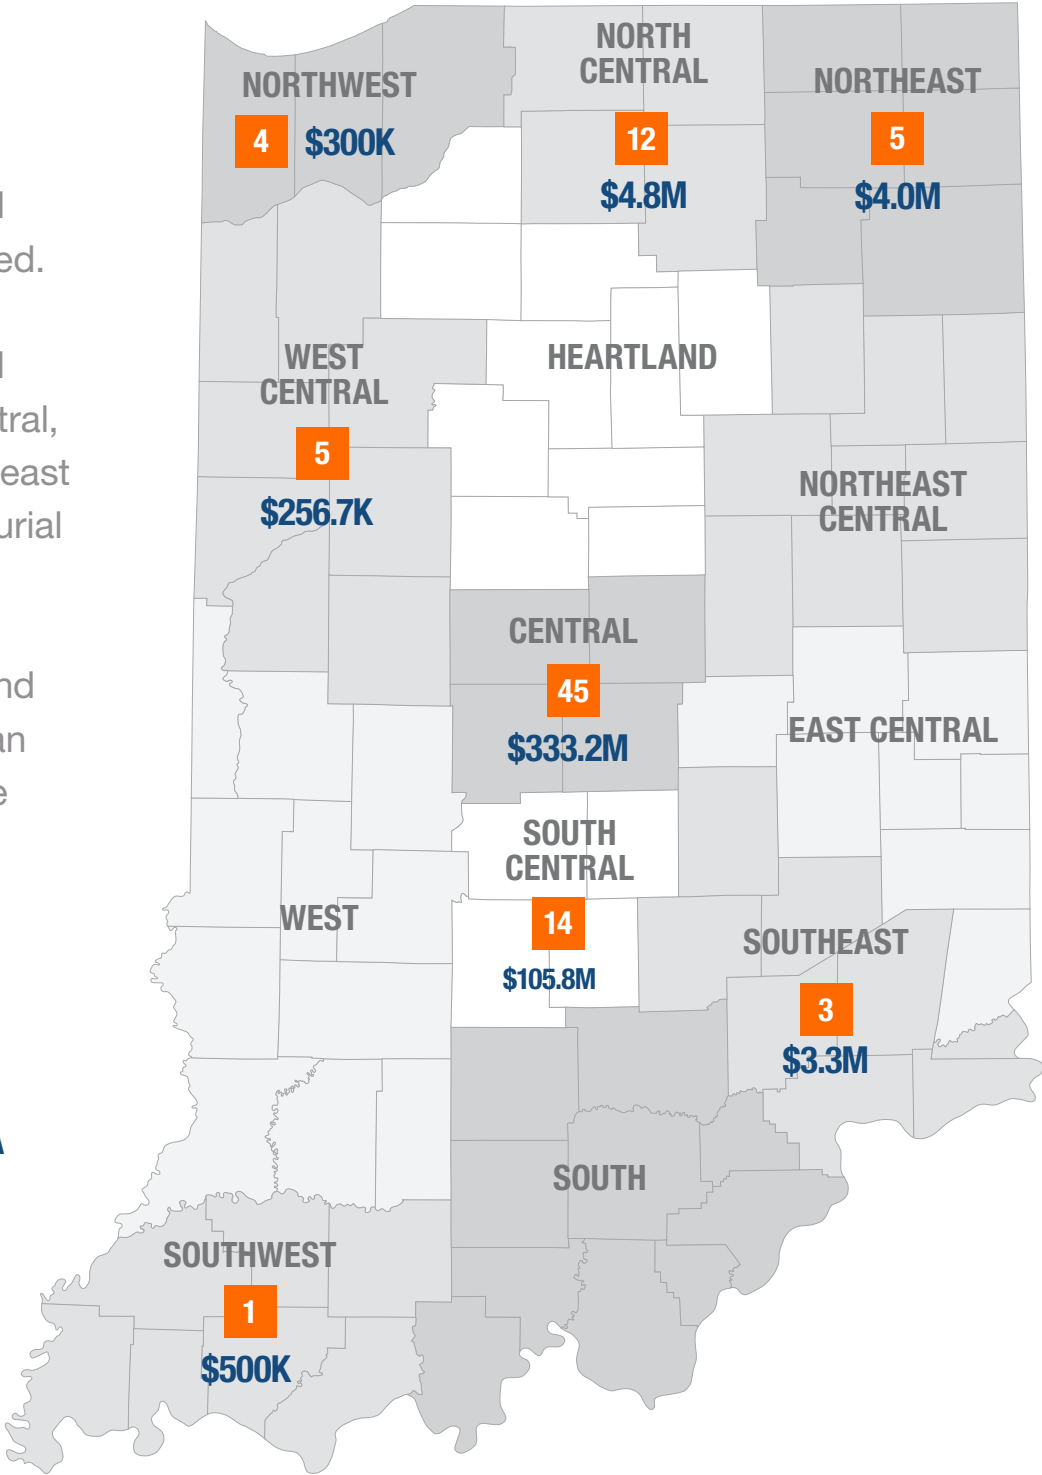 NORTHWEST
4 $300K
NORTH
CENTRAL
12
$4.8M
NORTHEAST
5
$4.0M
ed.
WEST
CENTRAL
5
$256.7K
HEARTLAND
tral,
east
urial
NORTHEAST
CENTRAL
CENTRAL
45
$333.2M
nd
an
e
EAST CENTRAL
SOUTH
CENTRAL
14
$105.8M
WEST
SOUTHEAST
3
$3.3M
A
SOUTH
SOUTHWEST
1
$500K